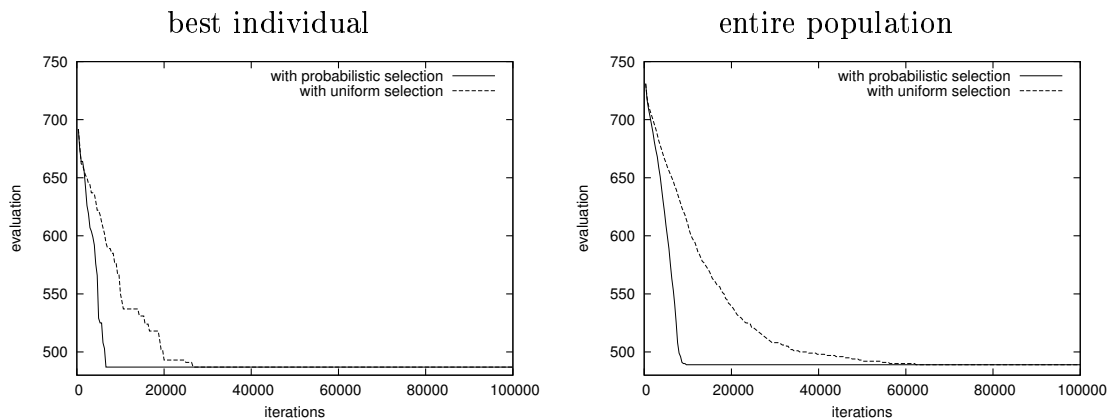 best individual
750
700
650
600
550
500
0
20000
40000
60000
80000
100000
evaluation
iterations
with probabilistic selection
with uniform selection
entire population
750
700
650
600
550
500
0
20000
40000
60000
80000
100000
evaluation
iterations
with probabilistic selection
with uniform selection